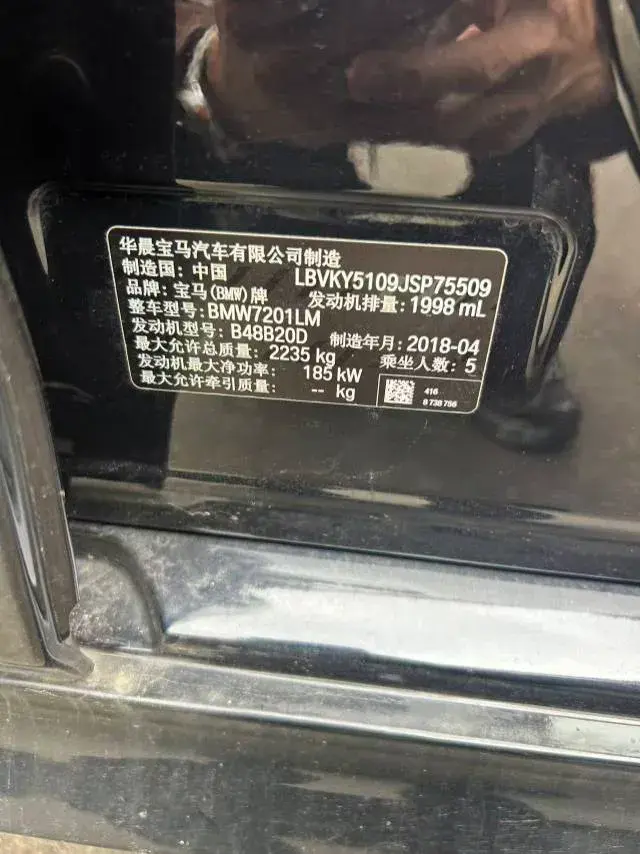 华晨宝马汽车有限公司制造
制造国: 中国 LBVKY5109JSP75509
品牌: 宝马(BMW)牌 发动机排量: 1998 mL
整车型号: BMW7201LM
发动机型号: B48B20D 制造年月: 2018-04
最大允许总质量: 2235 kg 乘坐人数: 5
发动机最大净功率: 185 kW
最大允许牵引质量: -- kg
416
8 738 756